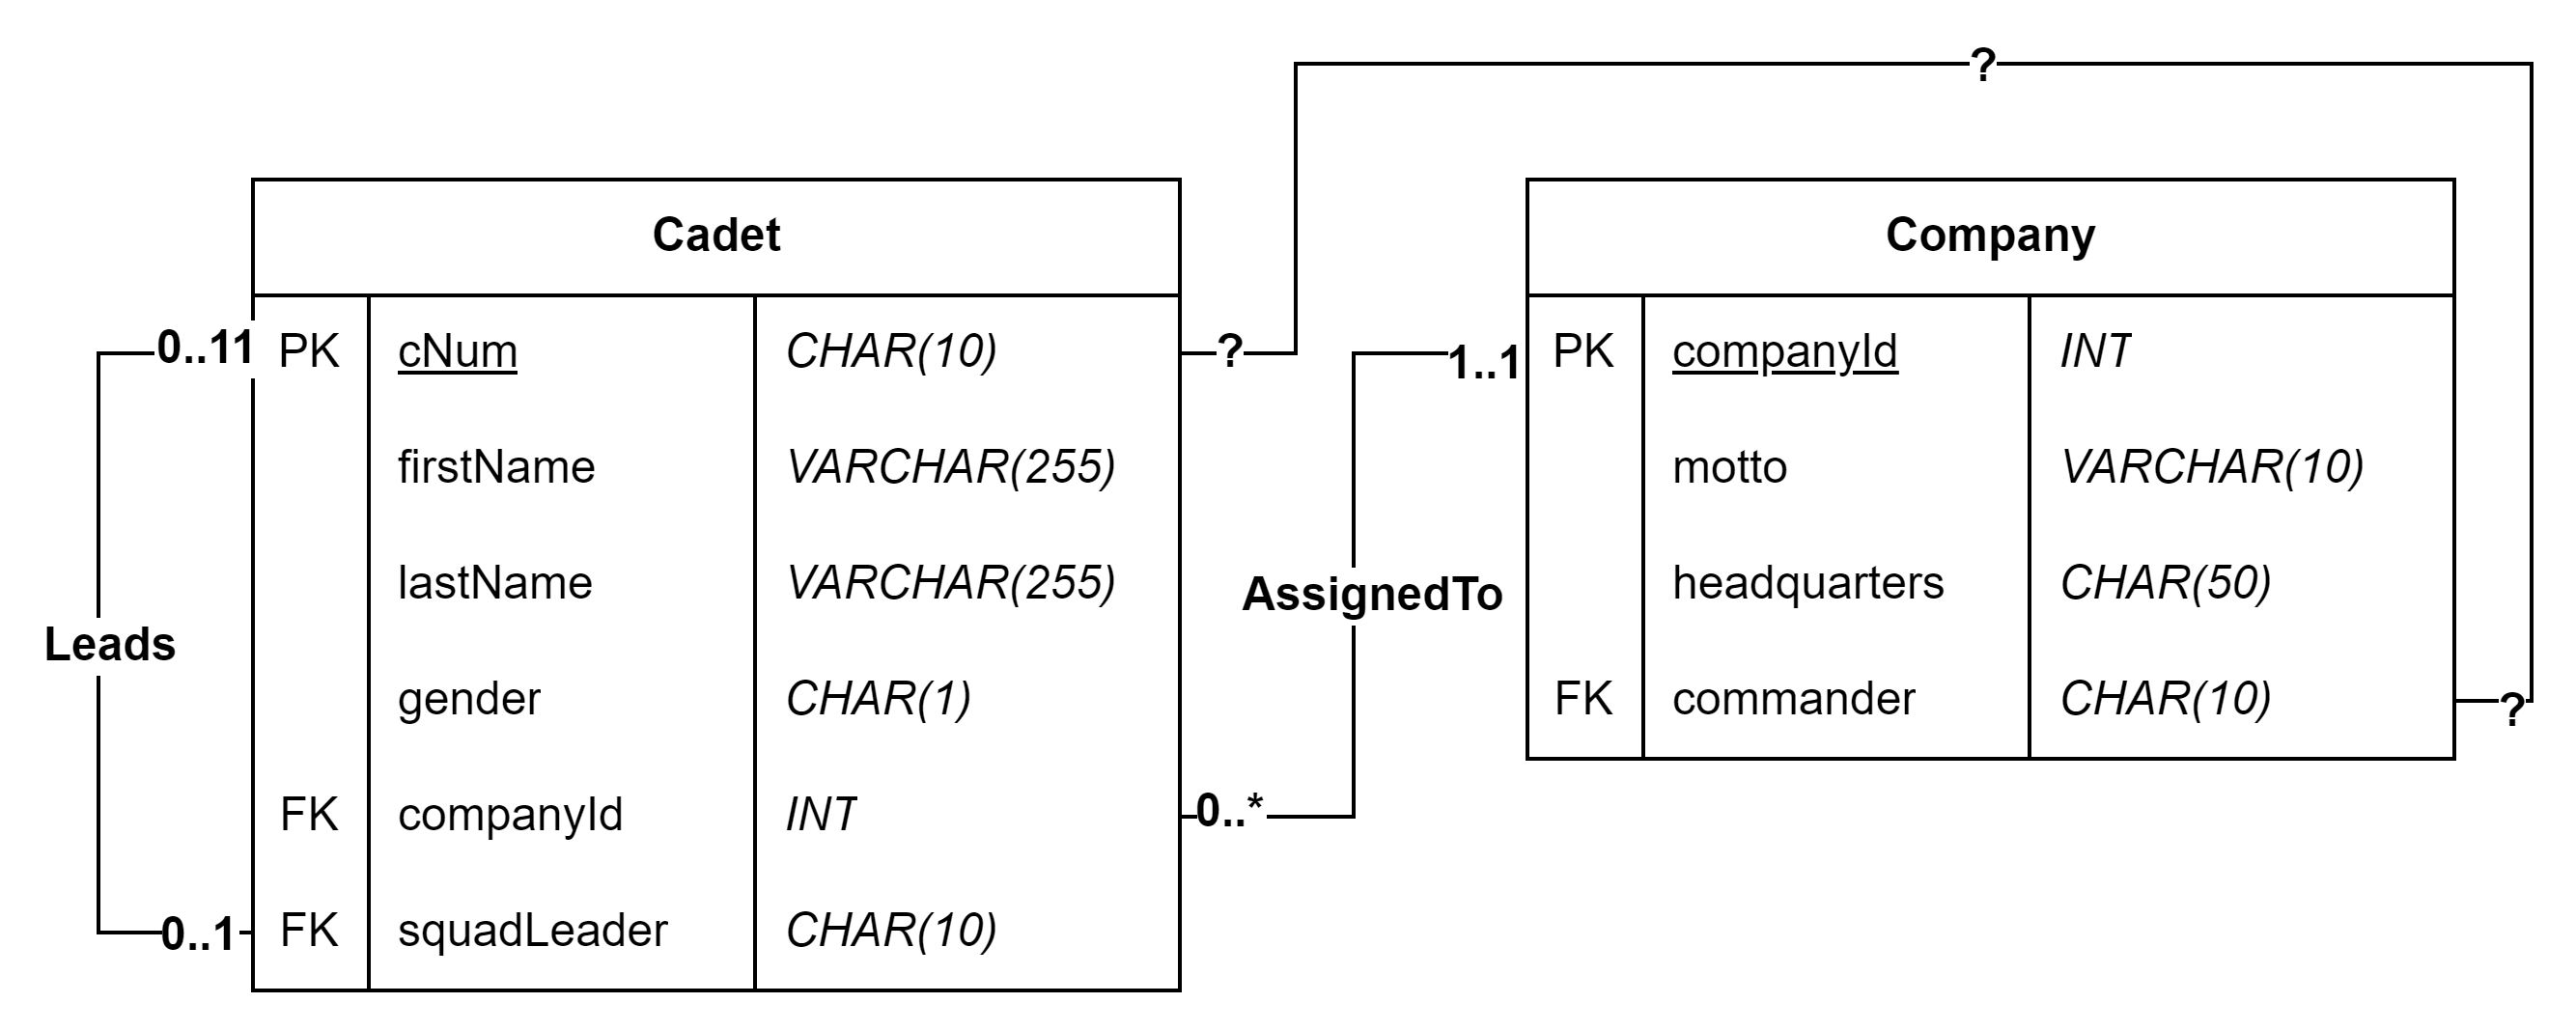 ?
Cadet
Company
0..11 PK cNum CHAR(10) ?
1..1 PK companyId INT
firstName VARCHAR(255)
motto VARCHAR(10)
lastName VARCHAR(255)
headquarters CHAR(50)
AssignedTo
Leads
gender CHAR(1)
FK commander CHAR(10) ?
FK companyId INT 0..*
0..1 FK squadLeader CHAR(10)